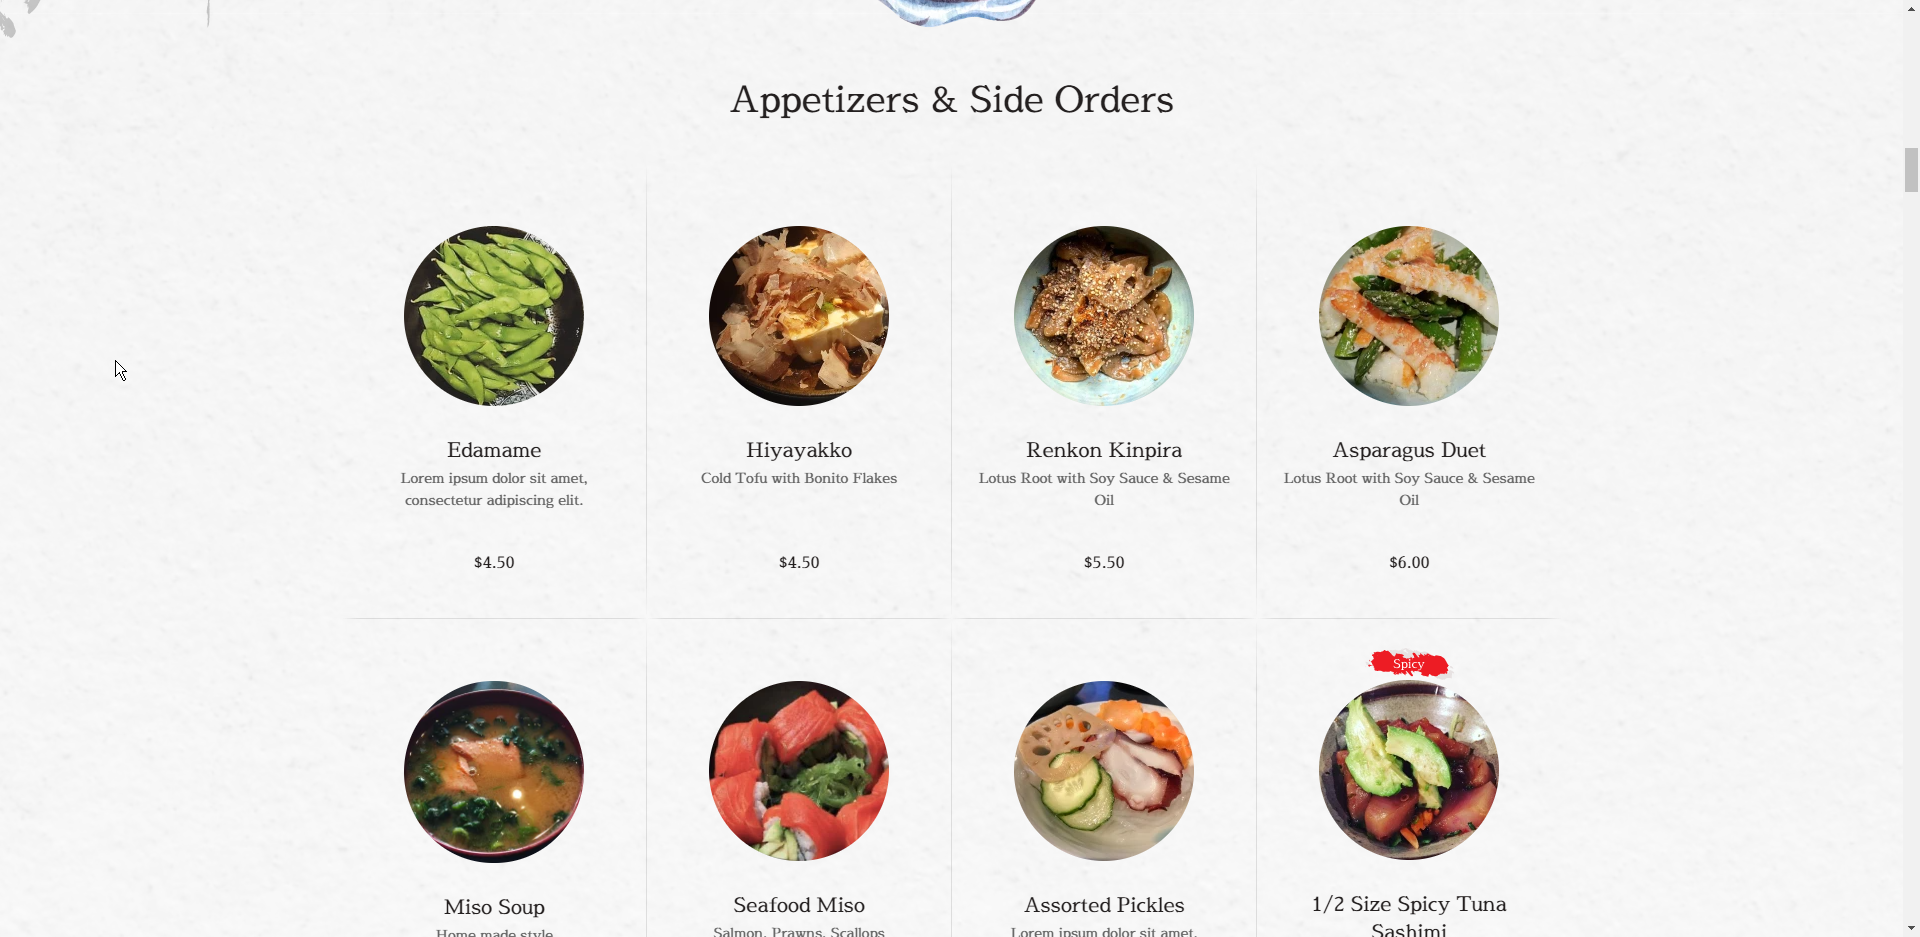 Appetizers & Side Orders
Edamame
Lorem ipsum dolor sit amet,
consectetur adipiscing elit.
$4.50
Hiyayakko
Cold Tofu with Bonito Flakes
$4.50
Renkon Kinpira
Lotus Root with Soy Sauce & Sesame
Oil
$5.50
Asparagus Duet
Lotus Root with Soy Sauce & Sesame
Oil
$6.00
Miso Soup
Home made style
Seafood Miso
Salmon, Prawns, Scallops
Assorted Pickles
Lorem ipsum dolor sit amet,
Spicy
1/2 Size Spicy Tuna
Sashimi